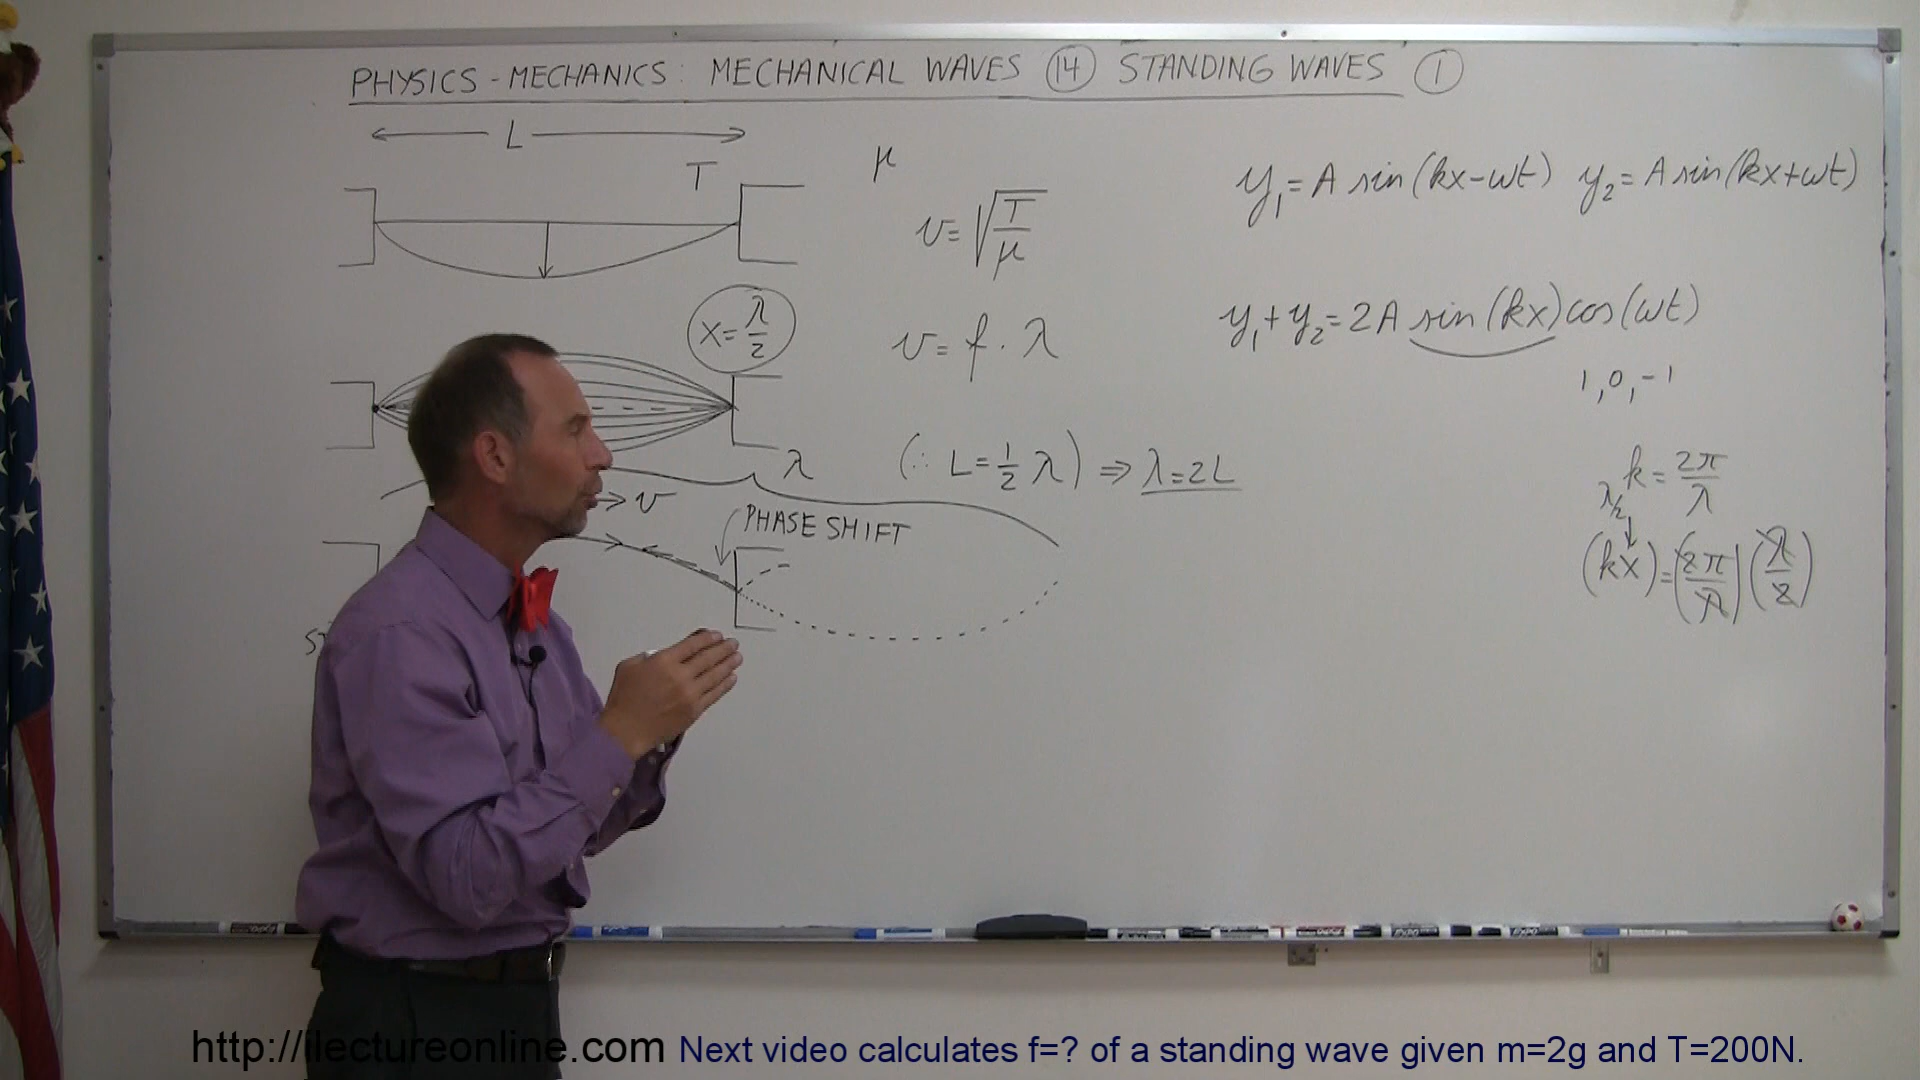 PHYSICS - MECHANICS: MECHANICAL WAVES (14) STANDING WAVES (1)
L
T
μ
v=√(T/μ)
y₁=A sin(kx-ωt) y₂=A sin(kx+ωt)
x=λ/2
v=f·λ
y₁+y₂=2A sin(kx)cos(ωt)
1,0,-1
λ
(∴ L=½ λ) ⇒ λ=2L
k=2π/λ
λ/2
v
PHASE SHIFT
(kx)=(2π/λ)(λ/2)
http://ilectureonline.com Next video calculates f=? of a standing wave given m=2g and T=200N.